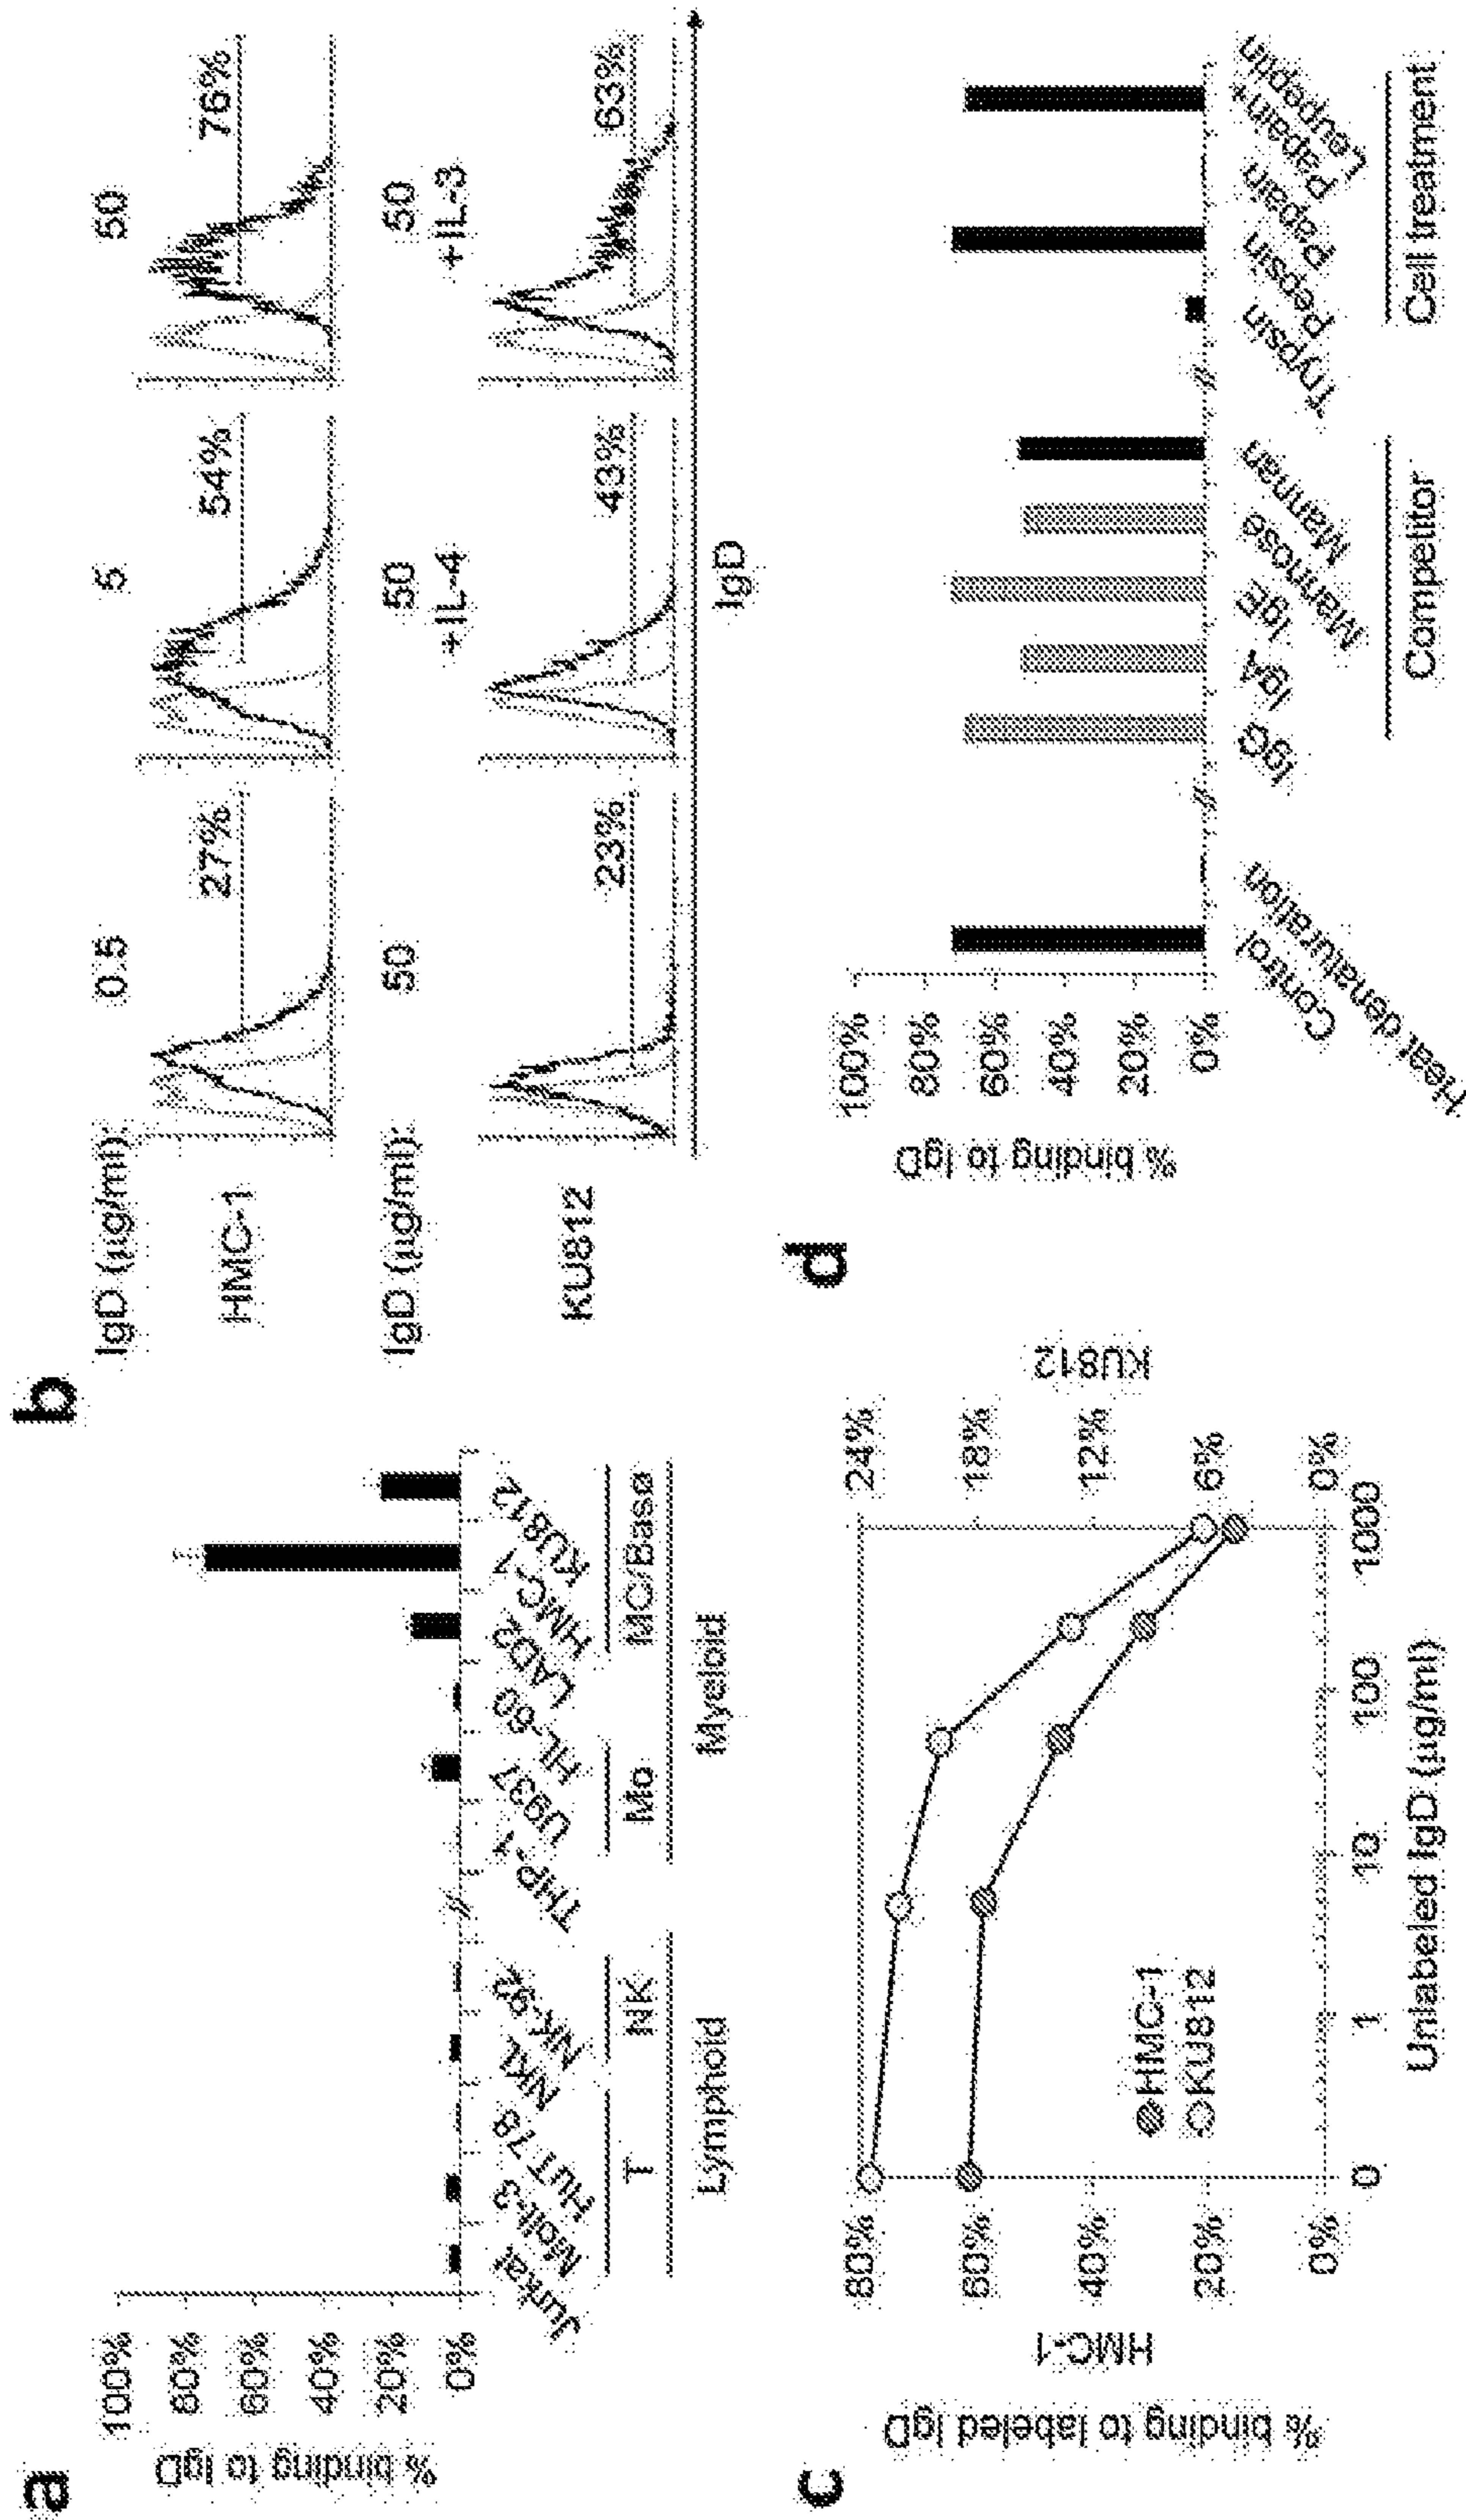 a
% binding to IgD
100%
80%
60%
40%
20%
0%
Jurkat
Molt-3
HuT78
NKL
NK-92
THP-1
U937
HL-60
LAD2
HMC-1
KU812
T
NK
Mo
MC/Baso
Lymphoid
Myeloid
b
IgD (µg/ml):
0.5
5
50
HMC-1
27%
54%
76%
IgD (µg/ml):
50
50
+IL-4
50
+IL-3
KU812
23%
43%
63%
IgD
c
% binding to labeled IgD
HMC-1
80%
60%
40%
20%
0%
HMC-1
KU812
0
1
10
100
1000
Unlabeled IgD (µg/ml)
24%
18%
12%
6%
0%
KU812
d
% binding to IgD
100%
80%
60%
40%
20%
0%
Control
Heat denaturation
IgG
IgA
IgE
Mannose
Mannan
Trypsin
Pepsin
Papain
Papain*
Leupeptin
Competitor
Cell treatment